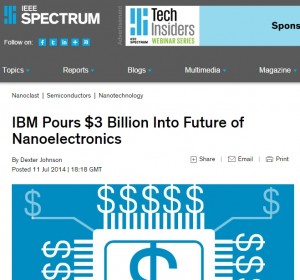 IEEE
SPECTRUM
Follow on:
Advertisement
Tech
Insiders
IEEE SPECTRUM WEBINAR SERIES
Spons
Topics
Reports
Blogs
Multimedia
Magazine
Nanoclast | Semiconductors | Nanotechnology
IBM Pours $3 Billion Into Future of
Nanoelectronics
By Dexter Johnson
Posted 11 Jul 2014 | 18:18 GMT
Share | Email | Print